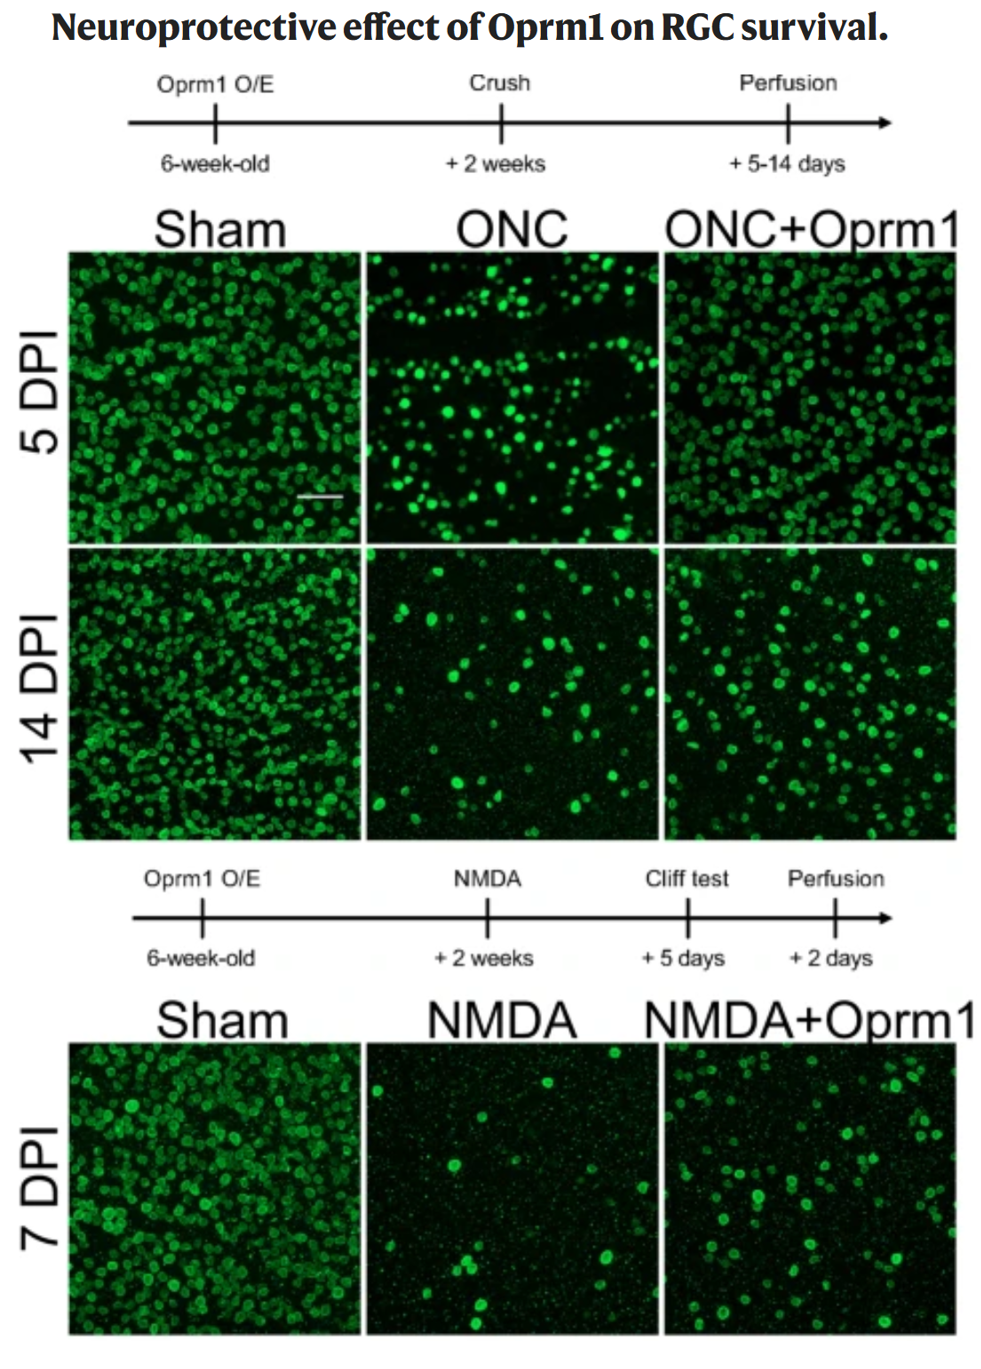 Neuroprotective effect of Oprm1 on RGC survival.
Oprm1 O/E Crush Perfusion
6-week-old + 2 weeks + 5-14 days
Sham ONC ONC+Oprm1
5 DPI
14 DPI
Oprm1 O/E NMDA Cliff test Perfusion
6-week-old + 2 weeks + 5 days + 2 days
Sham NMDA NMDA+Oprm1
7 DPI